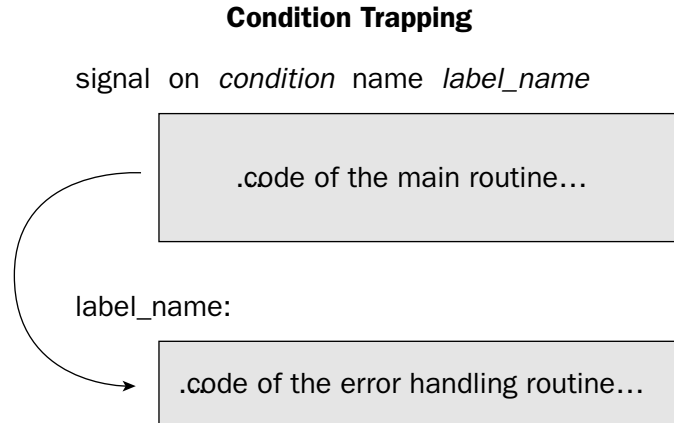 Condition Trapping
signal on condition name label_name
…code of the main routine…
label_name:
…code of the error handling routine…